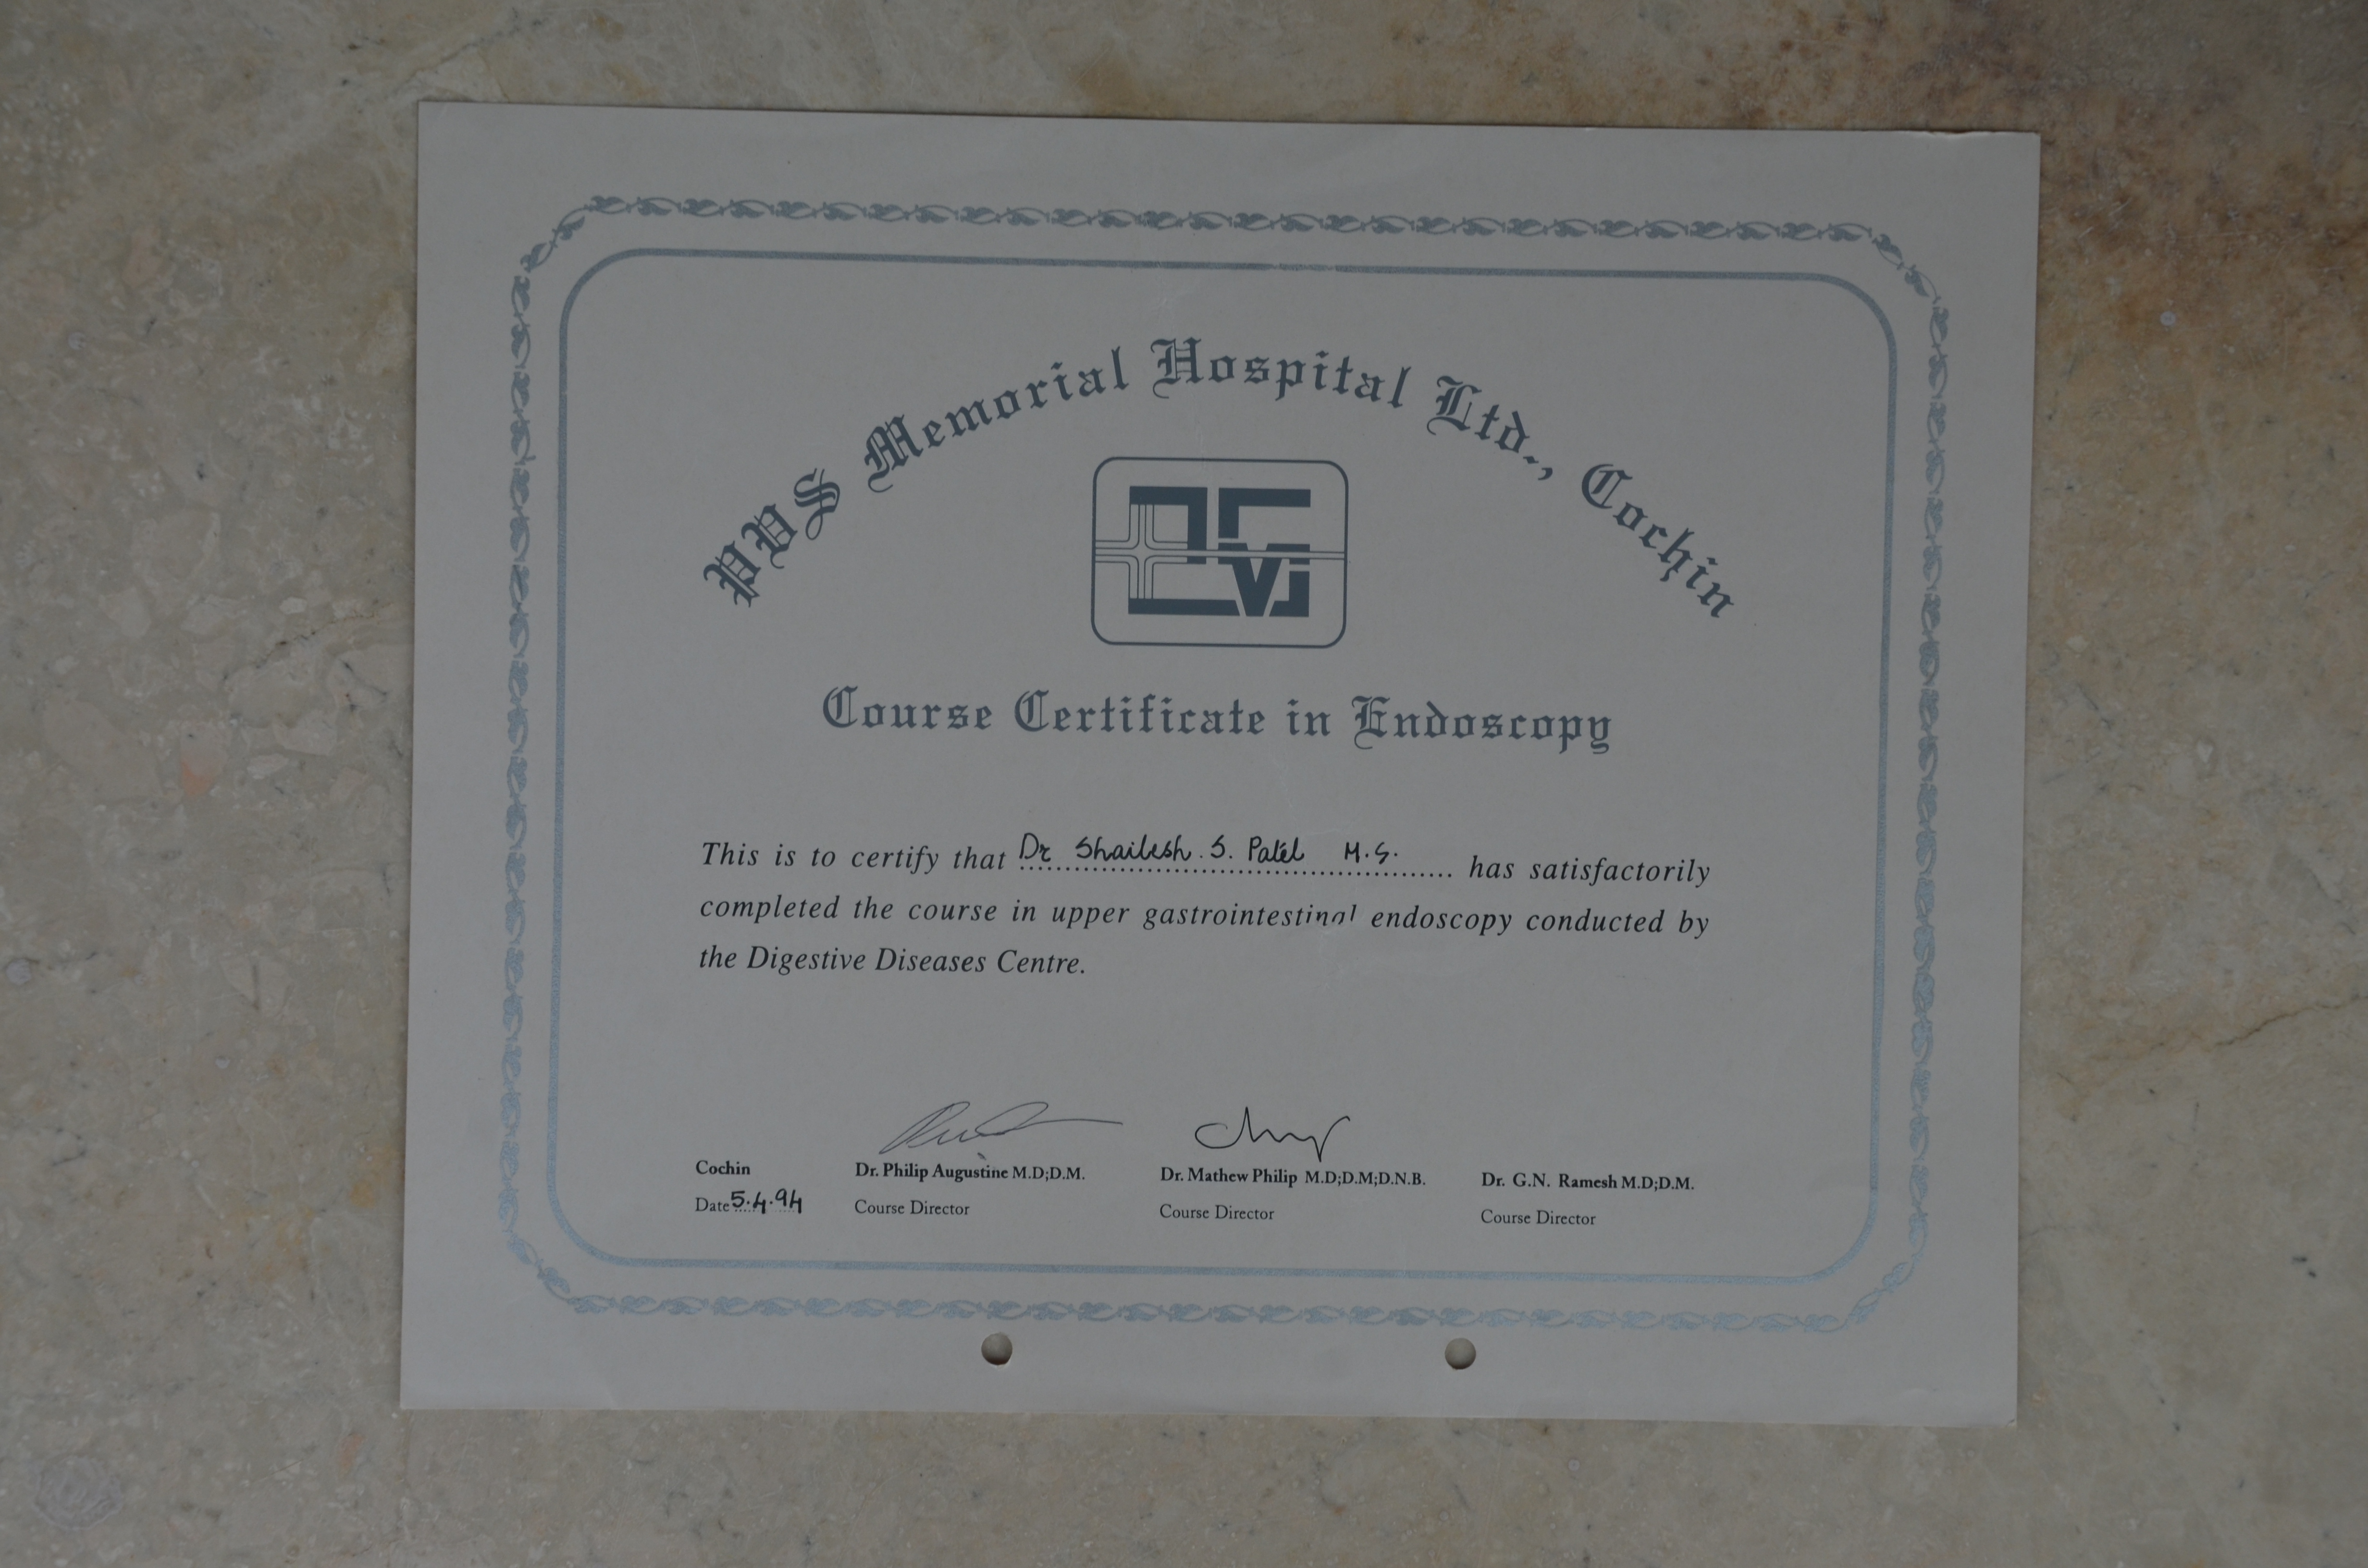 PVS Memorial Hospital Ltd., Cochin
Course Certificate in Endoscopy
This is to certify that Dr Shailesh. S. Patel M.S. has satisfactorily
completed the course in upper gastrointestinal endoscopy conducted by
the Digestive Diseases Centre.
Cochin
Date 5.4.94
Dr. Philip Augustine M.D;D.M.
Course Director
Dr. Mathew Philip M.D;D.M;D.N.B.
Course Director
Dr. G.N. Ramesh M.D;D.M.
Course Director